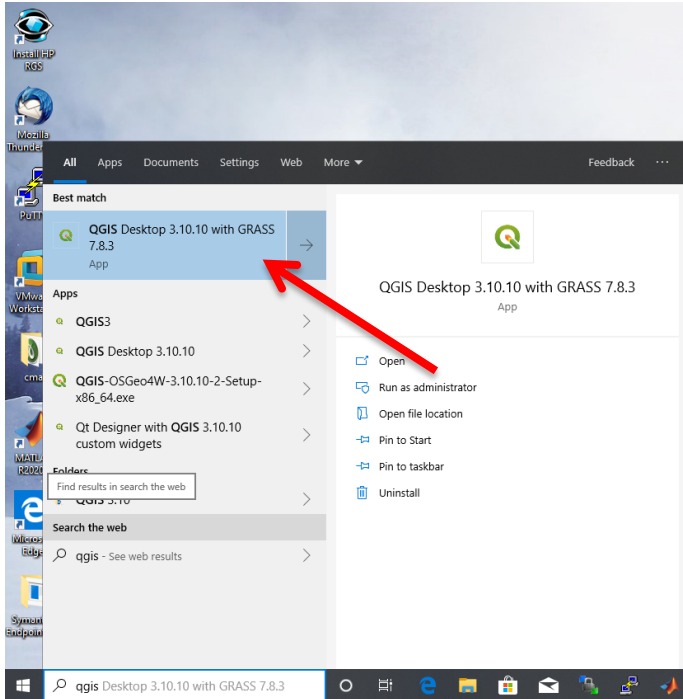 Install HP
RGS
Mozilla
Thunder
PuTT
VMwa
Workst
cma
MATL
R2020
Micros
Edge
Syman
Endpoin
All Apps Documents Settings Web More Feedback ...
Best match
QGIS Desktop 3.10.10 with GRASS
7.8.3
App
Apps
QGIS3
QGIS Desktop 3.10.10
QGIS-OSGeo4W-3.10.10-2-Setup-
x86_64.exe
Qt Designer with QGIS 3.10.10
custom widgets
Folders
Find results in search the web
QGIS 3.10
Search the web
qgis - See web results
QGIS Desktop 3.10.10 with GRASS 7.8.3
App
Open
Run as administrator
Open file location
Pin to Start
Pin to taskbar
Uninstall
qgis Desktop 3.10.10 with GRASS 7.8.3